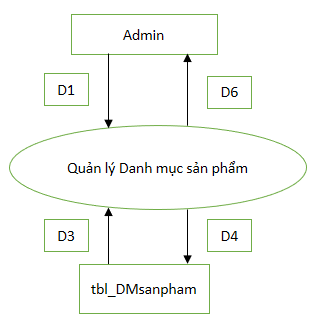 Admin
D1
D6
Quản lý Danh mục sản phẩm
D3
D4
tbl_DMsanpham